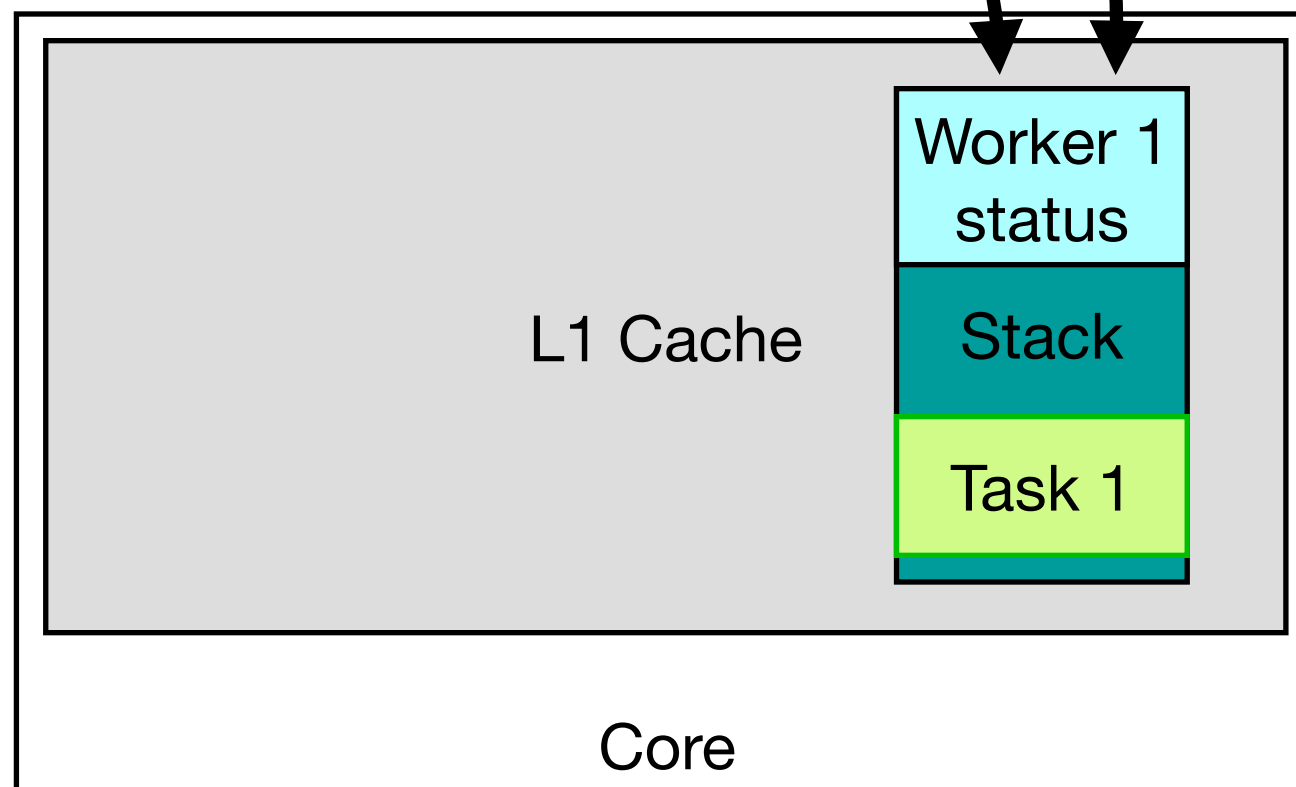 Worker 1
status
L1 Cache
Stack
Task 1
Core